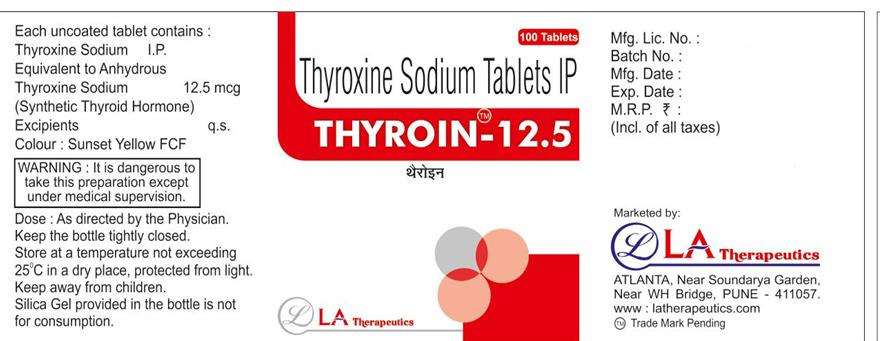 Each uncoated tablet contains :
Thyroxine Sodium I.P.
Equivalent to Anhydrous
Thyroxine Sodium 12.5 mcg
(Synthetic Thyroid Hormone)
Excipients q.s.
Colour : Sunset Yellow FCF
WARNING : It is dangerous to
take this preparation except
under medical supervision.
Dose : As directed by the Physician.
Keep the bottle tightly closed.
Store at a temperature not exceeding
25°C in a dry place, protected from light.
Keep away from children.
Silica Gel provided in the bottle is not
for consumption.
100 Tablets
Thyroxine Sodium Tablets IP
THYROIN-12.5
TM
थैरोइन
L LA Therapeutics
Mfg. Lic. No. :
Batch No. :
Mfg. Date :
Exp. Date :
M.R.P. ₹ :
(Incl. of all taxes)
Marketed by:
L LA Therapeutics
ATLANTA, Near Soundarya Garden,
Near WH Bridge, PUNE - 411057.
www : latherapeutics.com
TM Trade Mark Pending